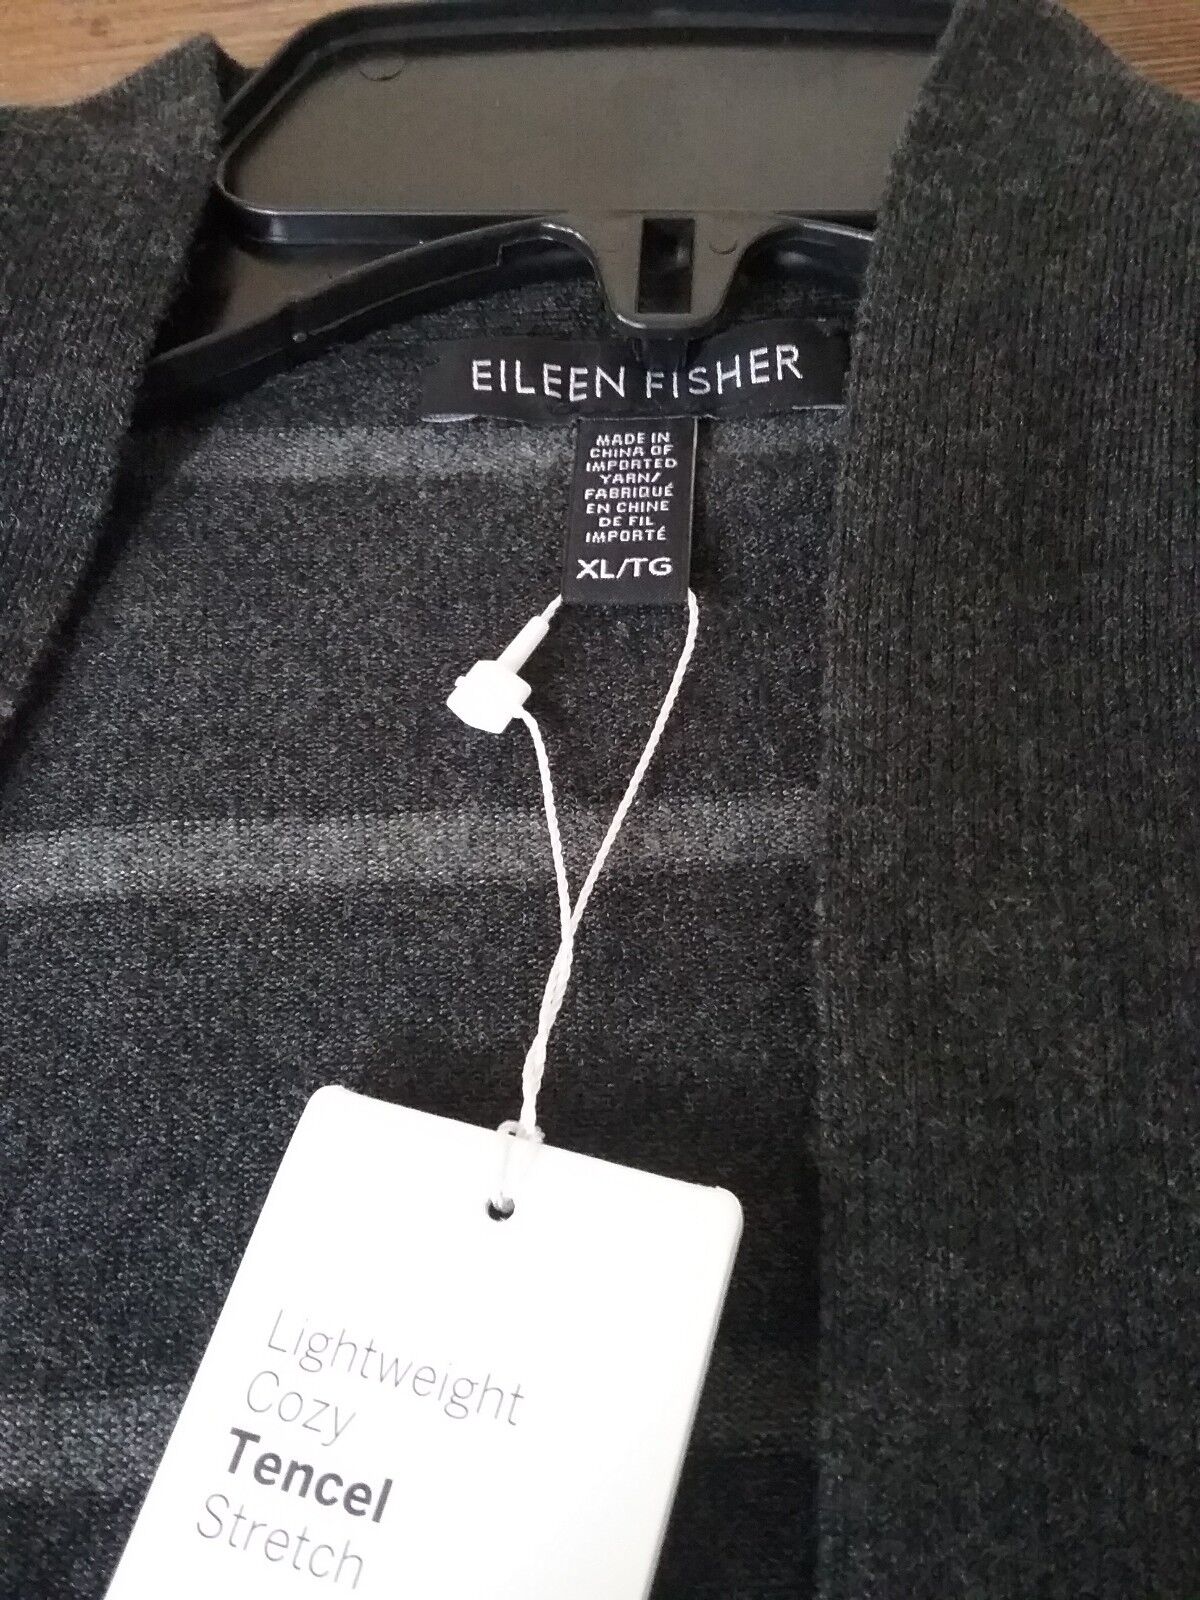 EILEEN FISHER
MADE IN
CHINA OF
IMPORTED
YARN/
FABRIQUÉ
EN CHINE
DE FIL
IMPORTÉ
XL/TG
Lightweight
Cozy
Tencel
Stretch